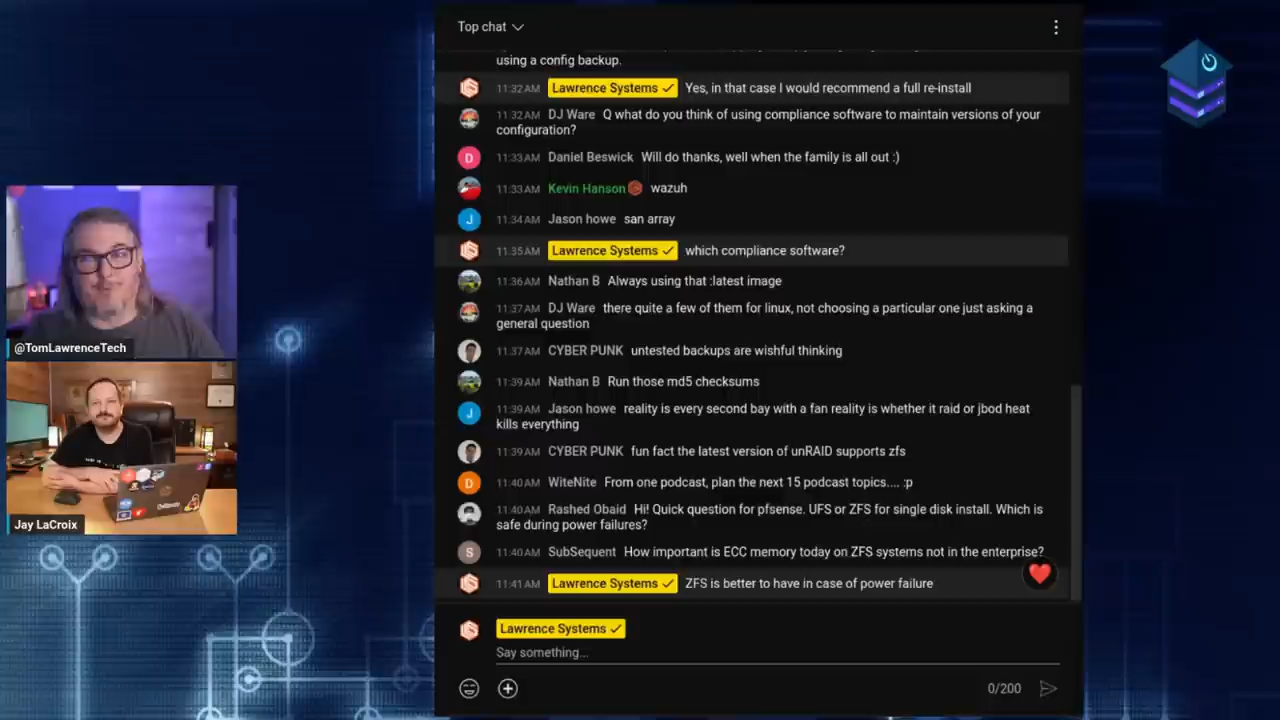 Top chat
using a config backup.
11:32 AM Lawrence Systems Yes, in that case I would recommend a full re-install
11:32 AM DJ Ware Q what do you think of using compliance software to maintain versions of your
configuration?
D 11:33 AM Daniel Beswick Will do thanks, well when the family is all out :)
11:33 AM Kevin Hanson wazuh
J 11:34 AM Jason howe san array
11:35 AM Lawrence Systems which compliance software?
11:36 AM Nathan B Always using that :latest image
11:37 AM DJ Ware there quite a few of them for linux, not choosing a particular one just asking a
general question
11:37 AM CYBER PUNK untested backups are wishful thinking
11:39 AM Nathan B Run those md5 checksums
J 11:39 AM Jason howe reality is every second bay with a fan reality is whether it raid or jbod heat
kills everything
11:39 AM CYBER PUNK fun fact the latest version of unRAID supports zfs
D 11:40 AM WiteNite From one podcast, plan the next 15 podcast topics.... :p
11:40 AM Rashed Obaid Hi! Quick question for pfsense. UFS or ZFS for single disk install. Which is
safe during power failures?
S 11:40 AM SubSequent How important is ECC memory today on ZFS systems not in the enterprise?
11:41 AM Lawrence Systems ZFS is better to have in case of power failure
Lawrence Systems
Say something...
0/200
@TomLawrenceTech
Jay LaCroix